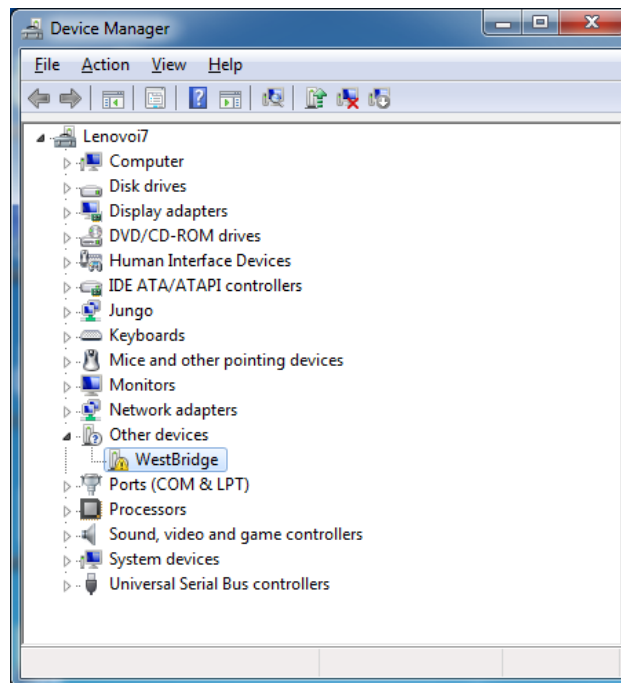 Device Manager
File Action View Help
Lenovoi7
Computer
Disk drives
Display adapters
DVD/CD-ROM drives
Human Interface Devices
IDE ATA/ATAPI controllers
Jungo
Keyboards
Mice and other pointing devices
Monitors
Network adapters
Other devices
WestBridge
Ports (COM & LPT)
Processors
Sound, video and game controllers
System devices
Universal Serial Bus controllers